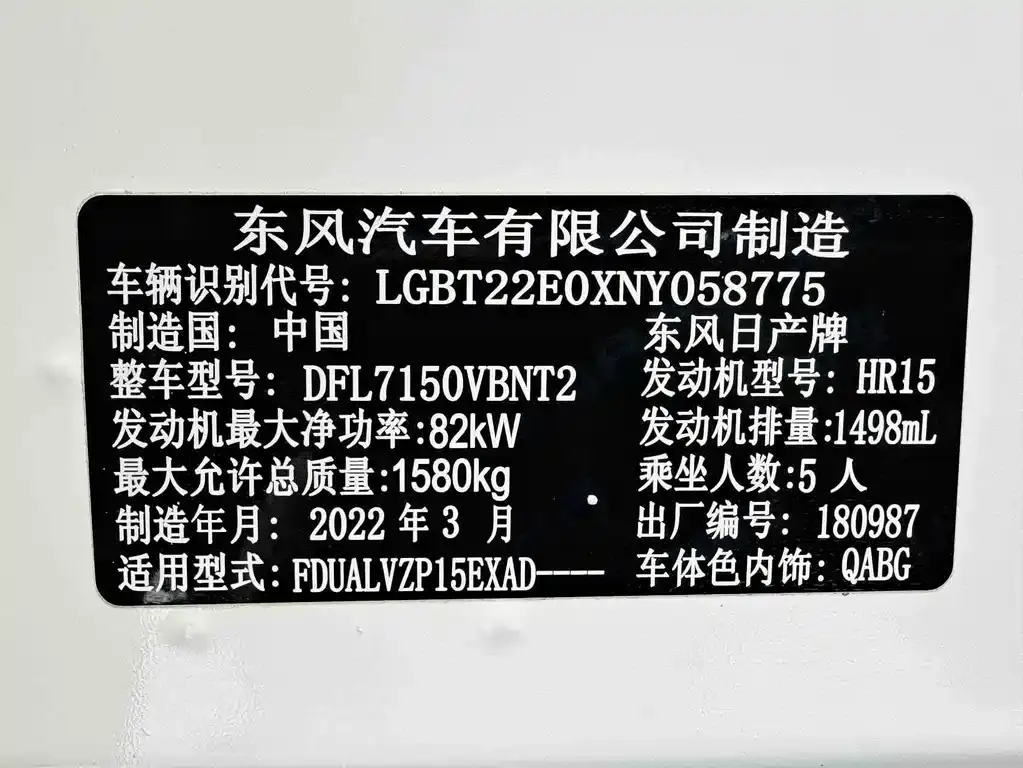 东风汽车有限公司制造
车辆识别代号: LGBT22E0XNY058775
制造国: 中国 东风日产牌
整车型号: DFL7150VBNT2 发动机型号: HR15
发动机最大净功率:82kW 发动机排量:1498mL
最大允许总质量:1580kg 乘坐人数:5 人
制造年月: 2022 年 3 月 出厂编号: 180987
适用型式: FDUALVZP15EXAD---- 车体色内饰: QABG